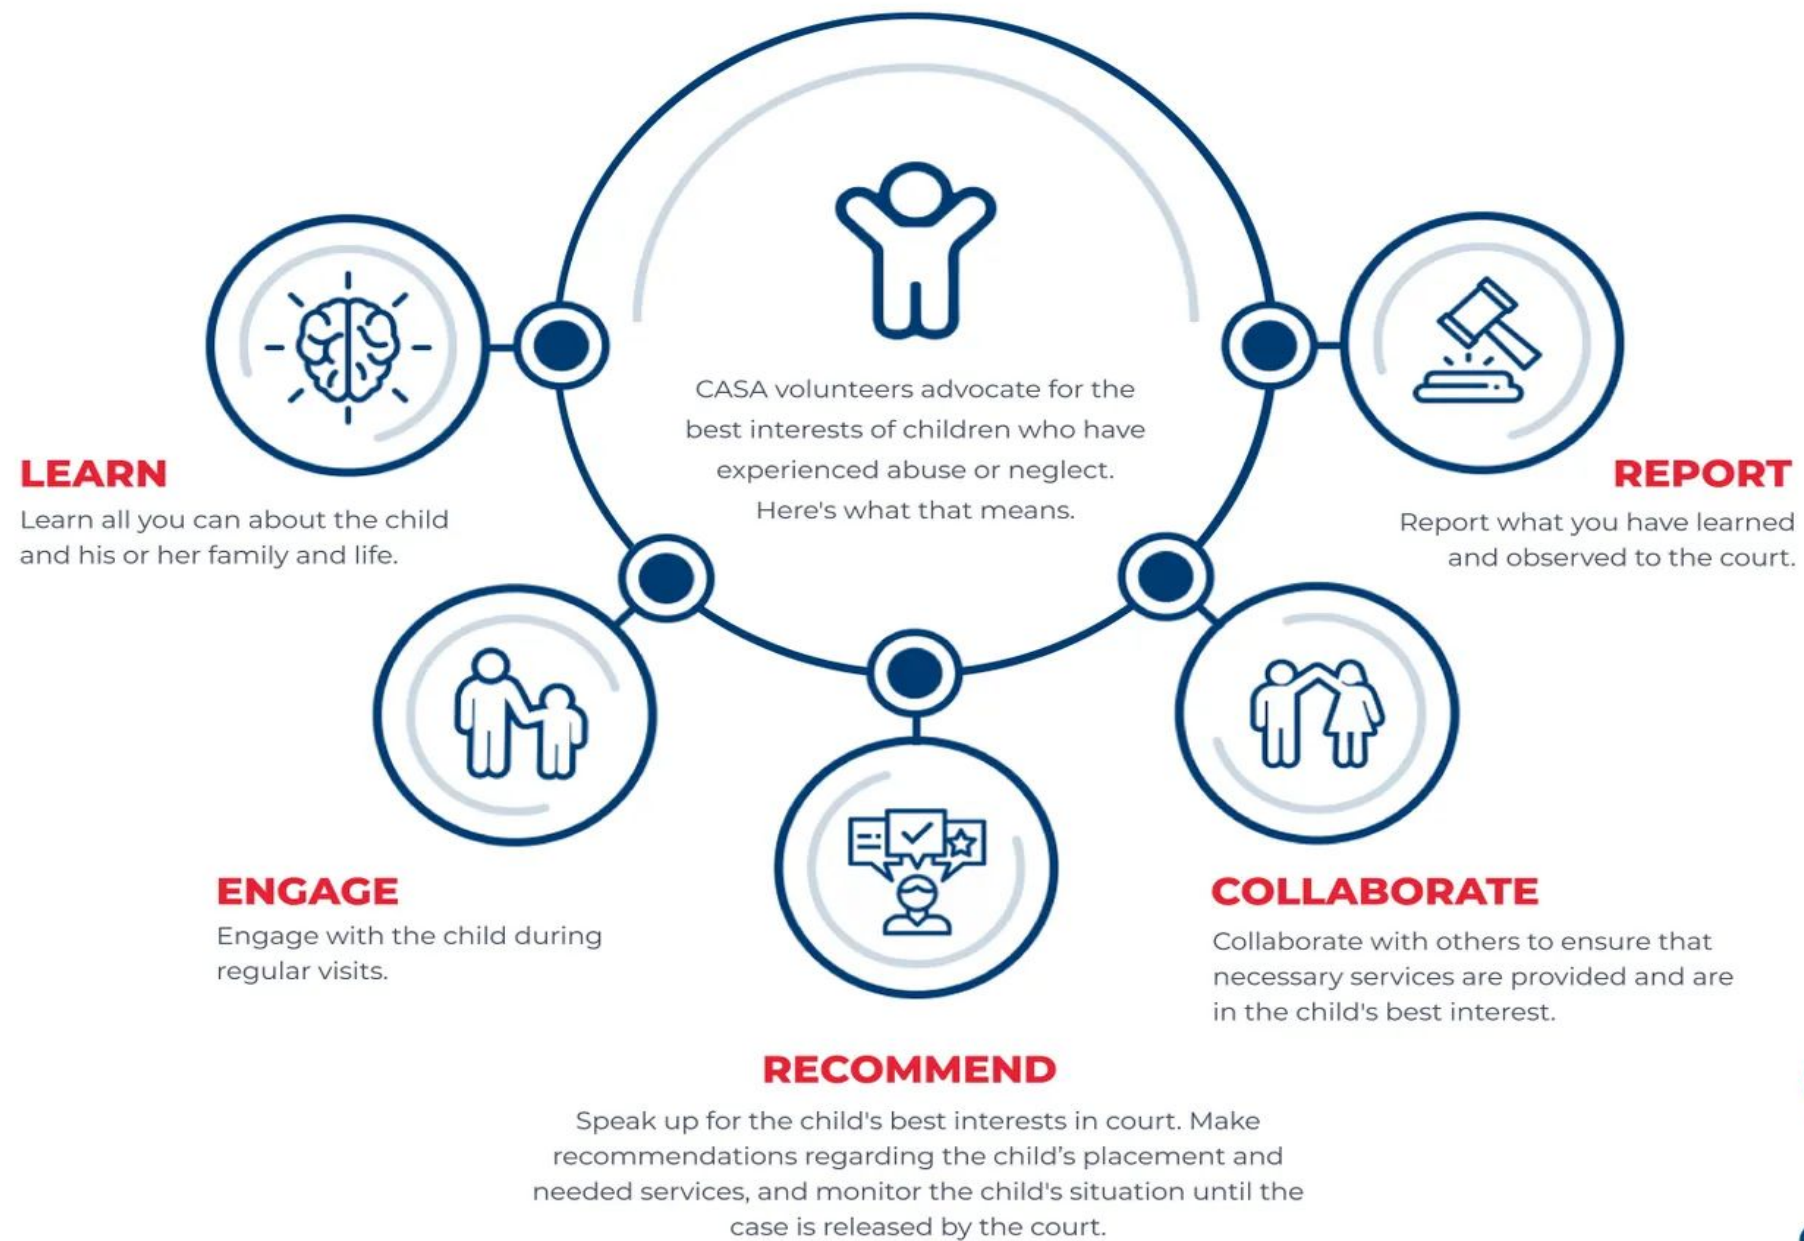 CASA volunteers advocate for the
best interests of children who have
experienced abuse or neglect.
Here's what that means.
LEARN
Learn all you can about the child
and his or her family and life.
ENGAGE
Engage with the child during
regular visits.
RECOMMEND
Speak up for the child's best interests in court. Make
recommendations regarding the child’s placement and
needed services, and monitor the child's situation until the
case is released by the court.
COLLABORATE
Collaborate with others to ensure that
necessary services are provided and are
in the child's best interest.
REPORT
Report what you have learned
and observed to the court.